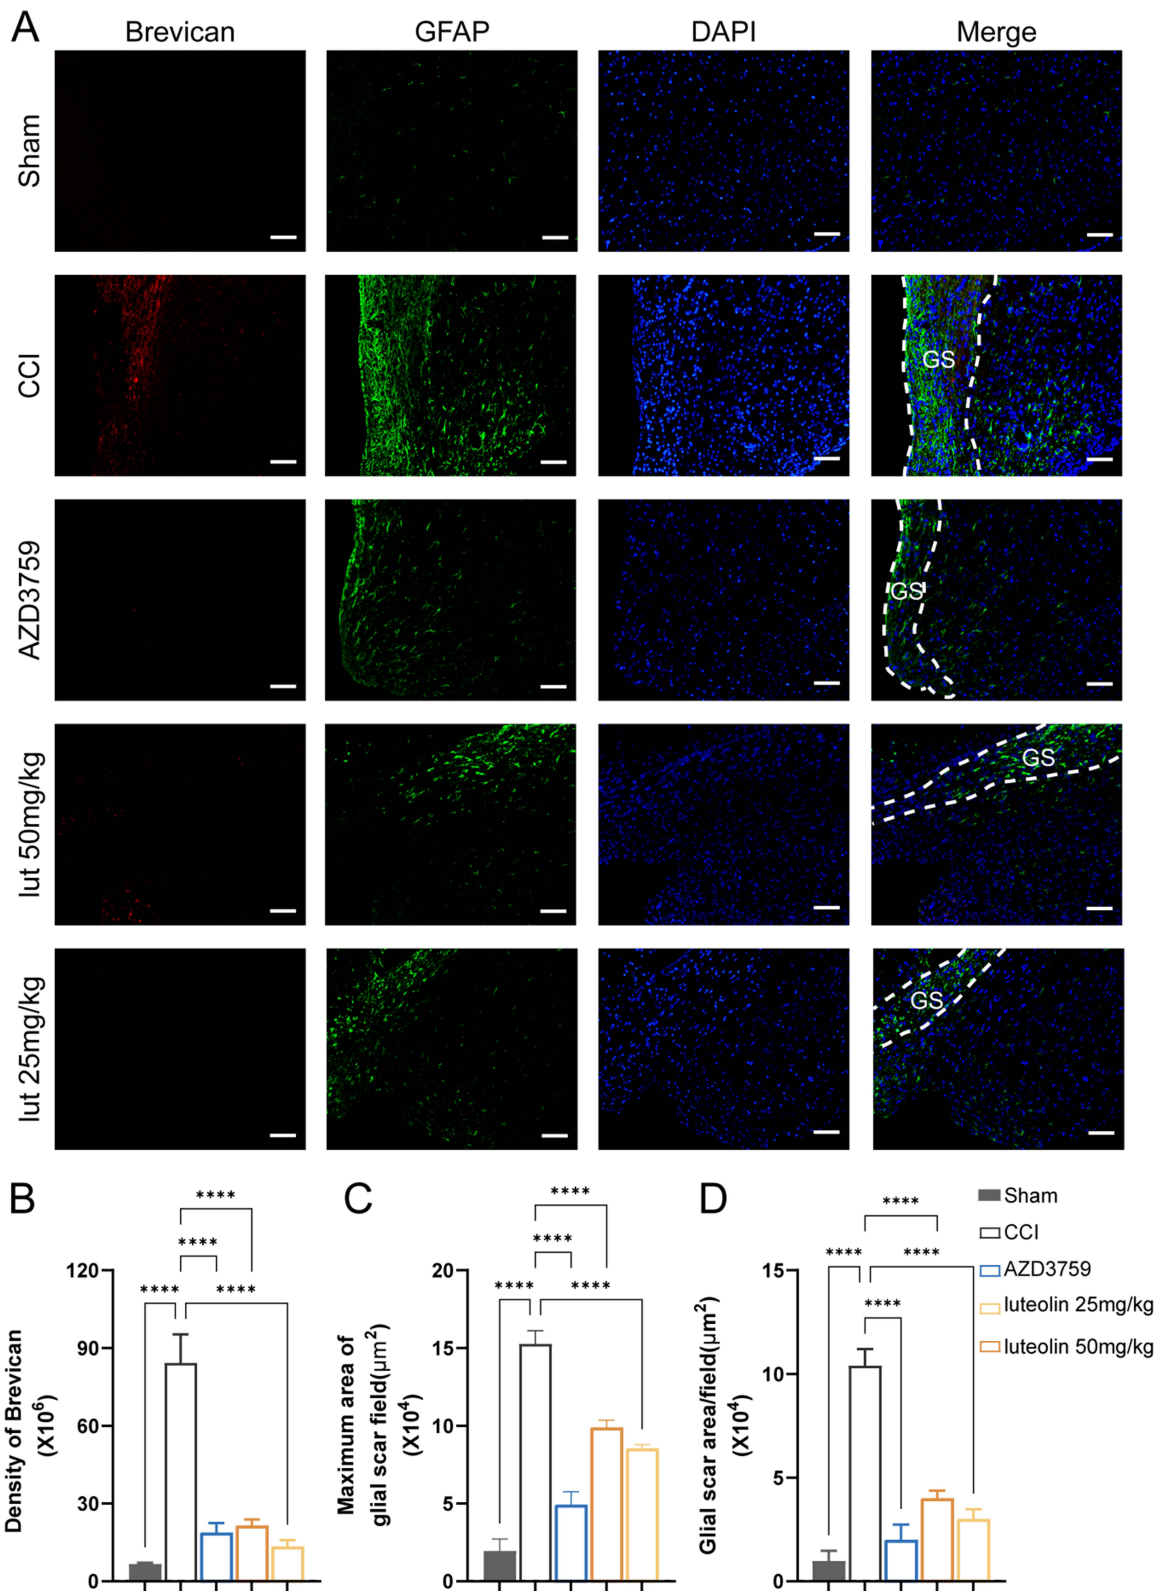 A
Brevican GFAP DAPI Merge
Sham
CCI
GS
AZD3759
GS
lut 50mg/kg
GS
lut 25mg/kg
GS
B
Density of Brevican
(X10⁶)
120
90
60
30
0
**** **** **** ****
C
Maximum area of
glial scar field(μm²)
(X10⁴)
20
15
10
5
0
**** **** **** ****
D
Glial scar area/field(μm²)
(X10⁴)
15
10
5
0
**** **** **** ****
Sham
CCI
AZD3759
luteolin 25mg/kg
luteolin 50mg/kg